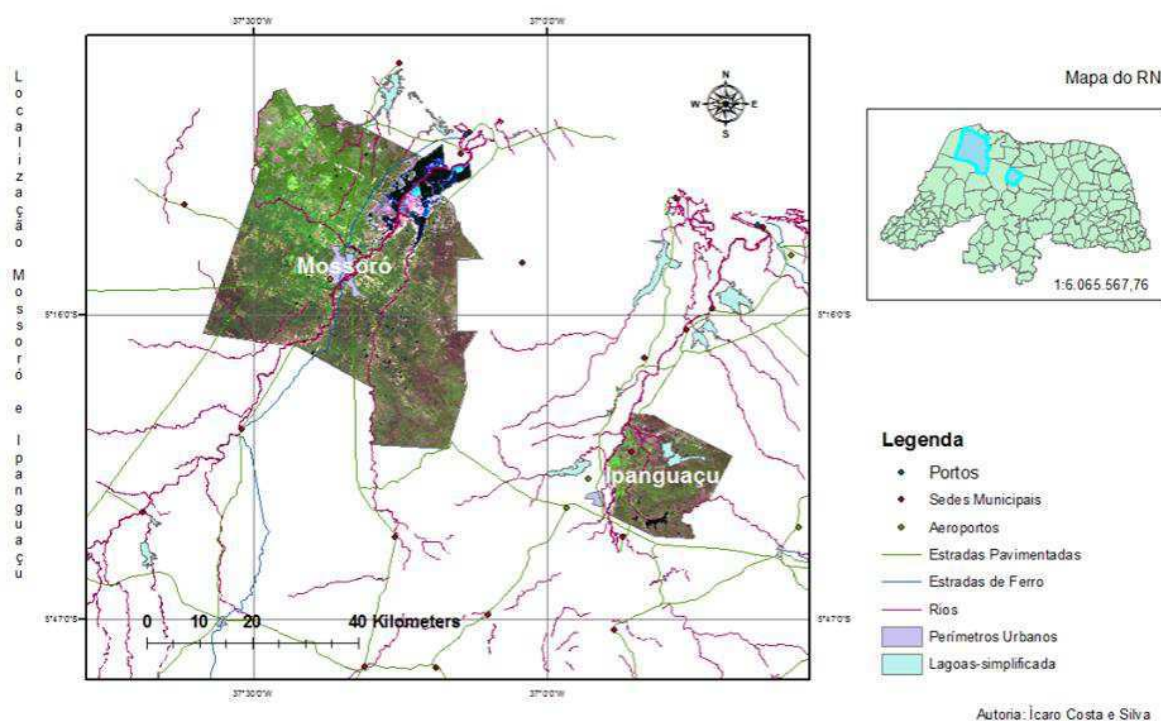 37°30'0"W
37°0'0"W
Localização Mossoró e Ipanguaçu
N
W E
S
Mapa do RN
1:6.065.567,76
Mossoró
5°16'0"S
5°16'0"S
Ipanguaçu
Legenda
Portos
Sedes Municipais
Aeroportos
Estradas Pavimentadas
Estradas de Ferro
Rios
Perímetros Urbanos
Lagoas-simplificada
0 10 20 40 Kilometers
5°47'0"S
5°47'0"S
37°30'0"W
37°0'0"W
Autoria: Ícaro Costa e Silva